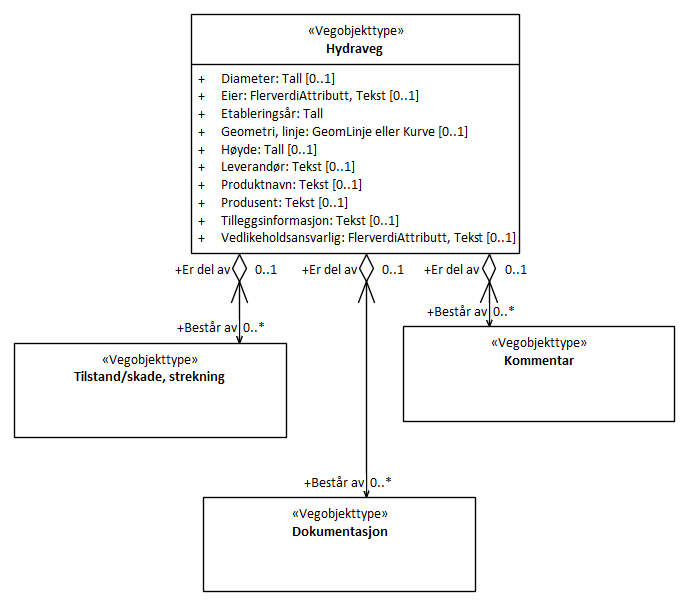 «Vegobjekttype»
Hydraveg
+ Diameter: Tall [0..1]
+ Eier: FlerverdiAttributt, Tekst [0..1]
+ Etableringsår: Tall
+ Geometri, linje: GeomLinje eller Kurve [0..1]
+ Høyde: Tall [0..1]
+ Leverandør: Tekst [0..1]
+ Produktnavn: Tekst [0..1]
+ Produsent: Tekst [0..1]
+ Tilleggsinformasjon: Tekst [0..1]
+ Vedlikeholdsansvarlig: FlerverdiAttributt, Tekst [0..1]
+Er del av 0..1 +Er del av 0..1 +Er del av 0..1
+Består av 0..*
+Består av 0..*
«Vegobjekttype»
Kommentar
«Vegobjekttype»
Tilstand/skade, strekning
+Består av 0..*
«Vegobjekttype»
Dokumentasjon